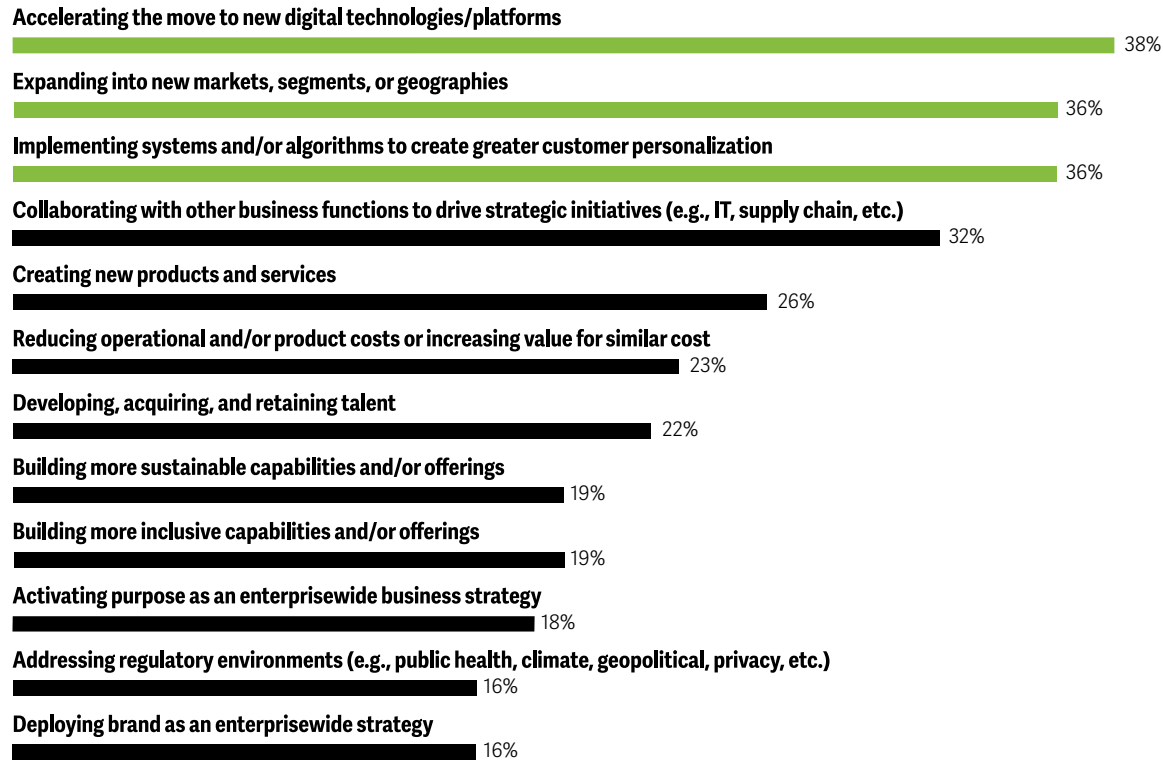 Accelerating the move to new digital technologies/platforms
38%
Expanding into new markets, segments, or geographies
36%
Implementing systems and/or algorithms to create greater customer personalization
36%
Collaborating with other business functions to drive strategic initiatives (e.g., IT, supply chain, etc.)
32%
Creating new products and services
26%
Reducing operational and/or product costs or increasing value for similar cost
23%
Developing, acquiring, and retaining talent
22%
Building more sustainable capabilities and/or offerings
19%
Building more inclusive capabilities and/or offerings
19%
Activating purpose as an enterprisewide business strategy
18%
Addressing regulatory environments (e.g., public health, climate, geopolitical, privacy, etc.)
16%
Deploying brand as an enterprisewide strategy
16%